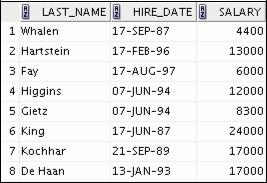 LAST_NAME HIRE_DATE SALARY
1 Whalen 17-SEP-87 4400
2 Hartstein 17-FEB-96 13000
3 Fay 17-AUG-97 6000
4 Higgins 07-JUN-94 12000
5 Gietz 07-JUN-94 8300
6 King 17-JUN-87 24000
7 Kochhar 21-SEP-89 17000
8 De Haan 13-JAN-93 17000